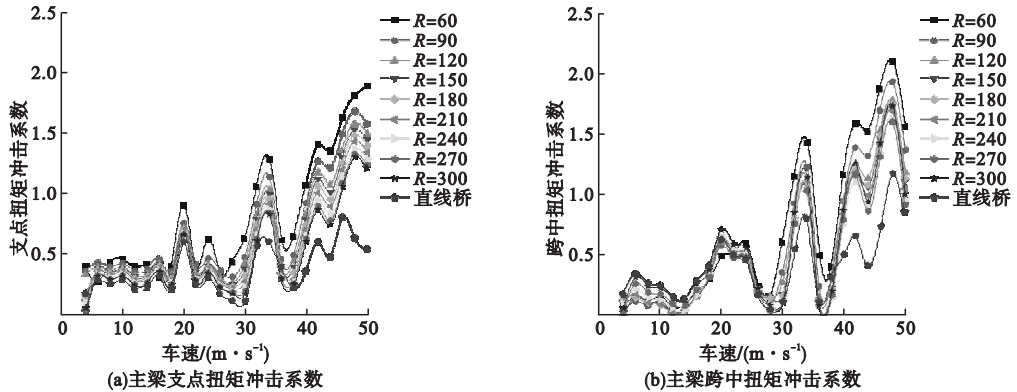 2.5
2.0
1.5
1.0
0.5
0
10
20
30
40
50
支点扭矩冲击系数
车速/(m·s⁻¹)
R=60
R=90
R=120
R=150
R=180
R=210
R=240
R=270
R=300
直线桥
(a)主梁支点扭矩冲击系数
2.5
2.0
1.5
1.0
0.5
0
10
20
30
40
50
跨中扭矩冲击系数
车速/(m·s⁻¹)
R=60
R=90
R=120
R=150
R=180
R=210
R=240
R=270
R=300
直线桥
(b)主梁跨中扭矩冲击系数